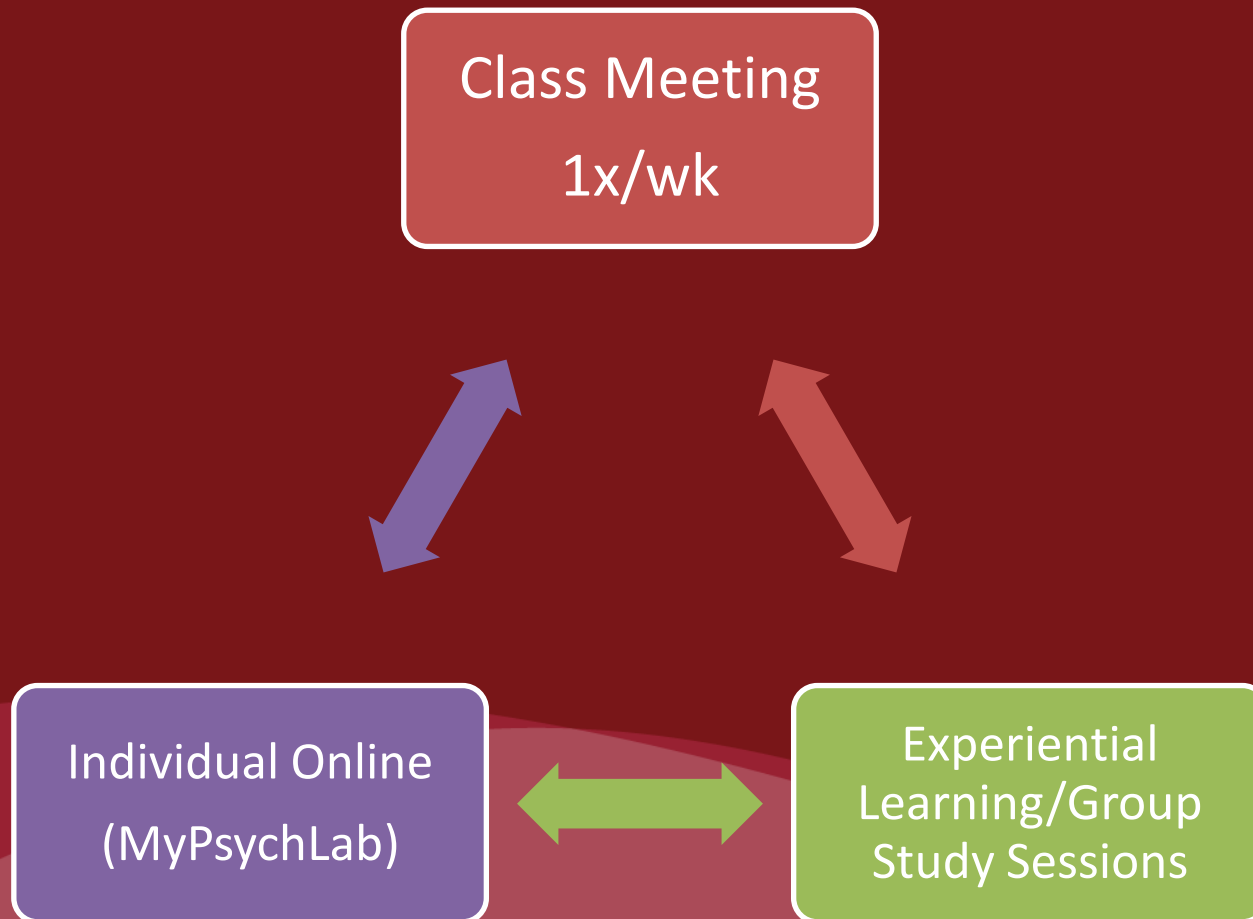 Class Meeting
1x/wk
Individual Online
(MyPsychLab)
Experiential
Learning/Group
Study Sessions